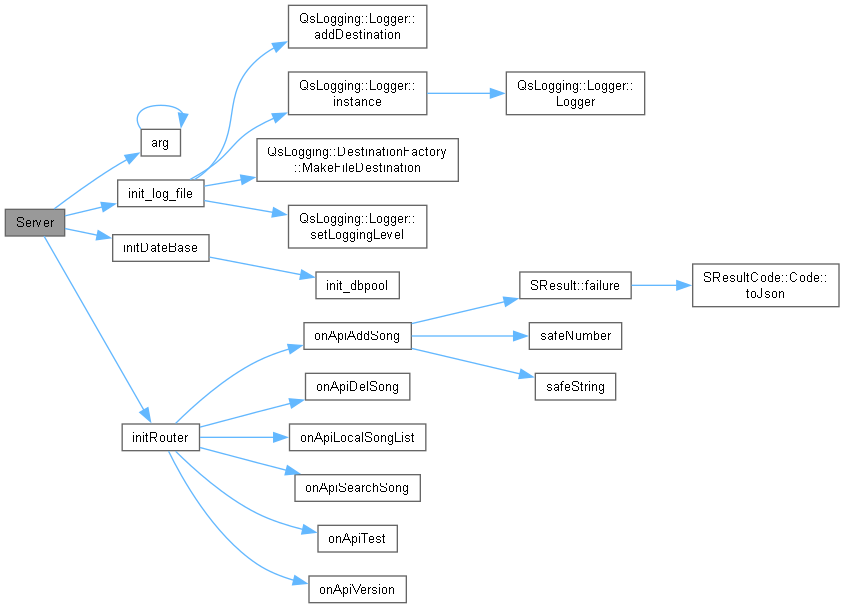 QsLogging::Logger::
addDestination
QsLogging::Logger::
instance
QsLogging::Logger::
Logger
arg
QsLogging::DestinationFactory
::MakeFileDestination
init_log_file
Server
QsLogging::Logger::
setLoggingLevel
initDateBase
init_dbpool
SResult::failure
SResultCode::Code::
toJson
onApiAddSong
safeNumber
safeString
onApiDelSong
initRouter
onApiLocalSongList
onApiSearchSong
onApiTest
onApiVersion